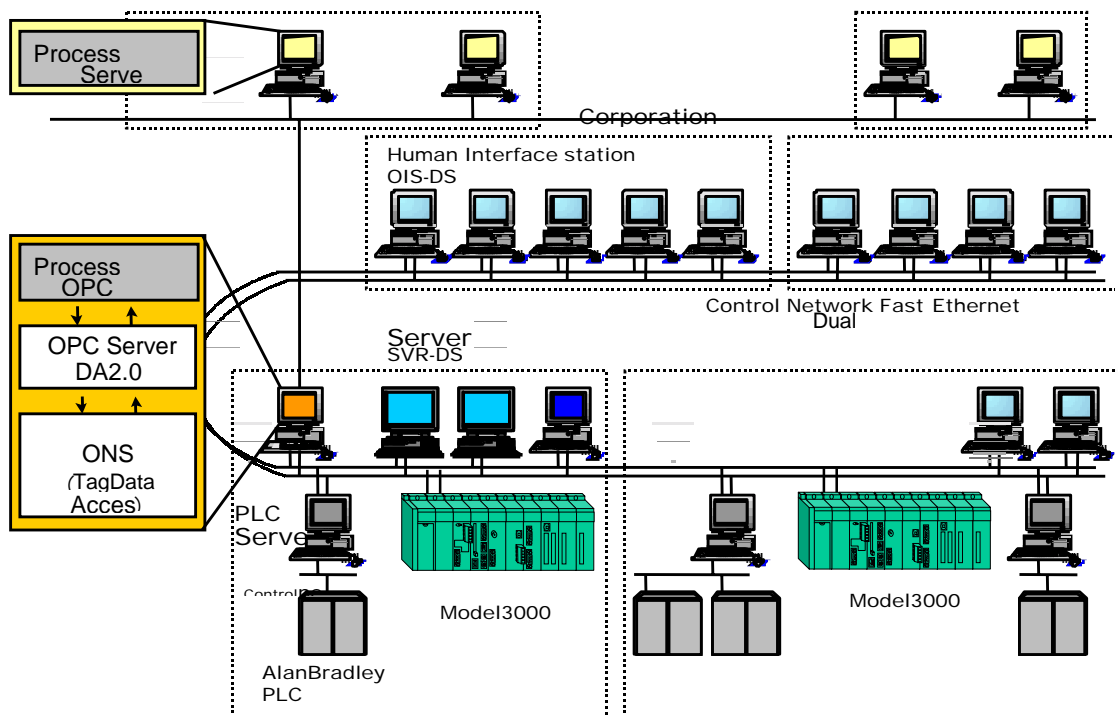 Process
Serve
Corporation
Human Interface station
OIS-DS
Process
OPC
OPC Server
DA2.0
ONS
(TagData
Acces)
Control Network Fast Ethernet
Dual
Server
SVR-DS
PLC
Serve
Model3000
Model3000
AlanBradley
PLC